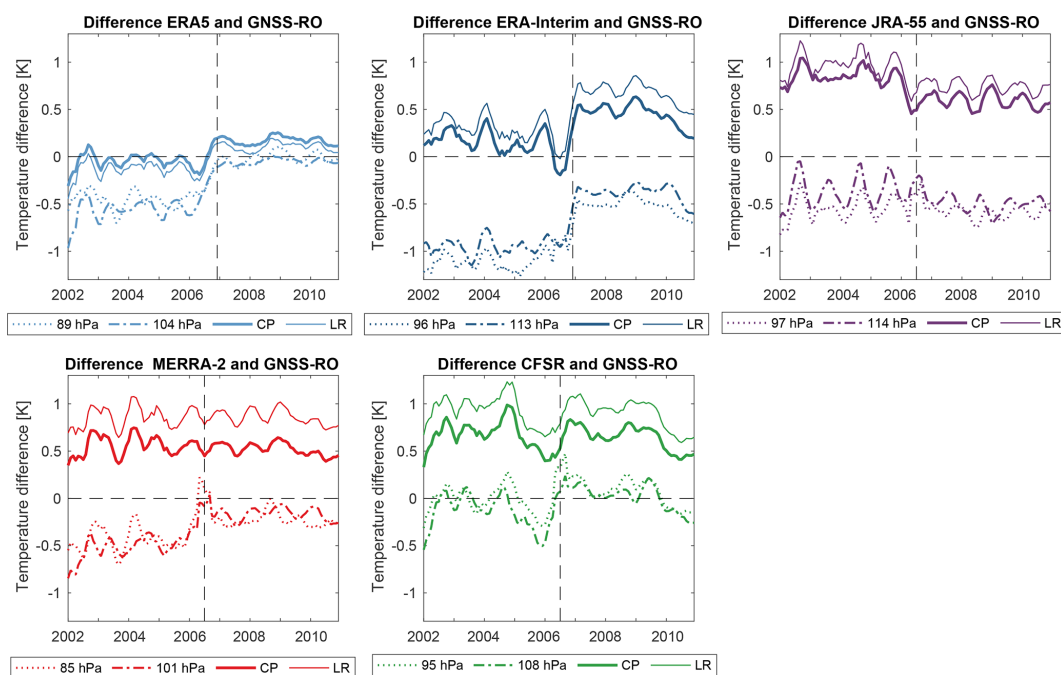 Difference ERA5 and GNSS-RO
Temperature difference [K]
1
0.5
0
-0.5
-1
2002 2004 2006 2008 2010
89 hPa 104 hPa CP LR
Difference ERA-Interim and GNSS-RO
Temperature difference [K]
1
0.5
0
-0.5
-1
2002 2004 2006 2008 2010
96 hPa 113 hPa CP LR
Difference JRA-55 and GNSS-RO
Temperature difference [K]
1
0.5
0
-0.5
-1
2002 2004 2006 2008 2010
97 hPa 114 hPa CP LR
Difference MERRA-2 and GNSS-RO
Temperature difference [K]
1
0.5
0
-0.5
-1
2002 2004 2006 2008 2010
85 hPa 101 hPa CP LR
Difference CFSR and GNSS-RO
Temperature difference [K]
1
0.5
0
-0.5
-1
2002 2004 2006 2008 2010
95 hPa 108 hPa CP LR